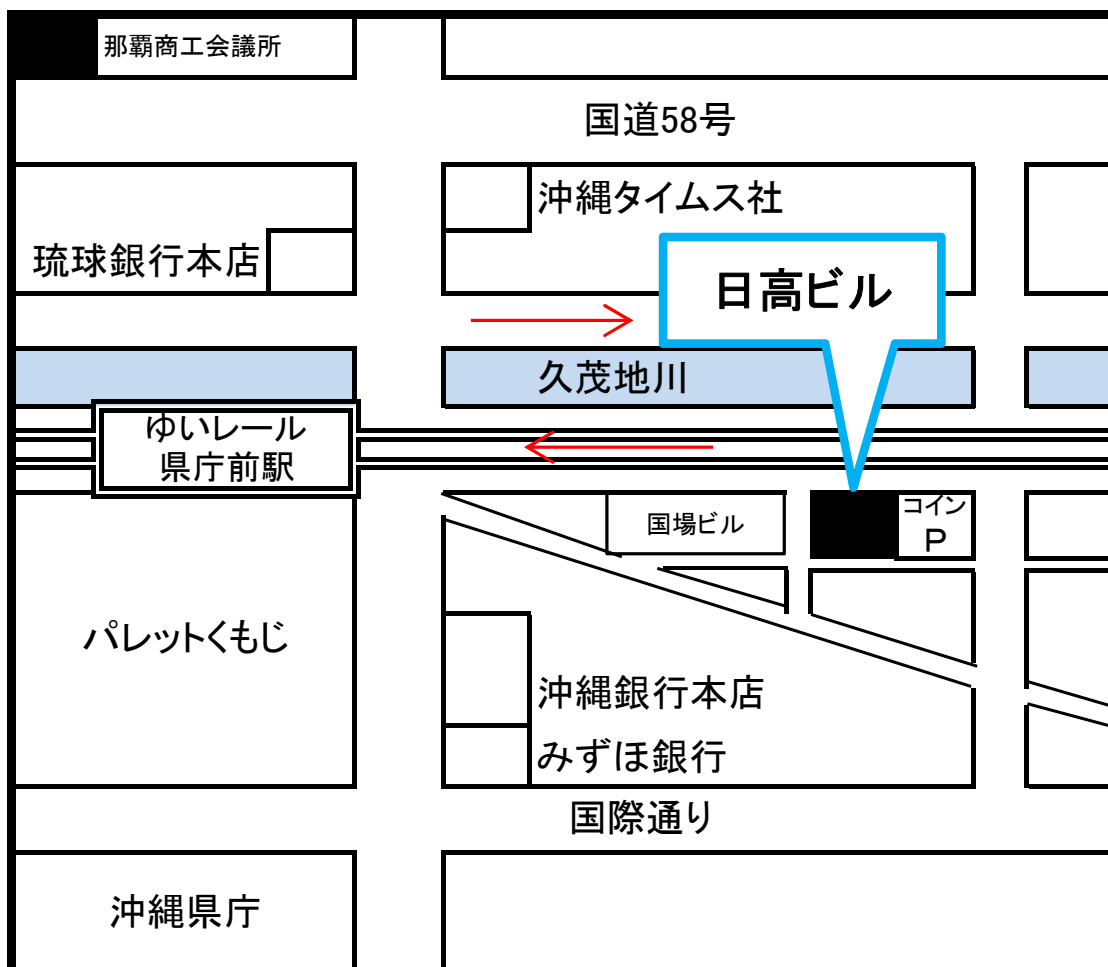 那覇商工会議所
国道58号
沖縄タイムス社
琉球銀行本店
日高ビル
久茂地川
ゆいレール
県庁前駅
コイン
P
国場ビル
パレットくもじ
沖縄銀行本店
みずほ銀行
国際通り
沖縄県庁